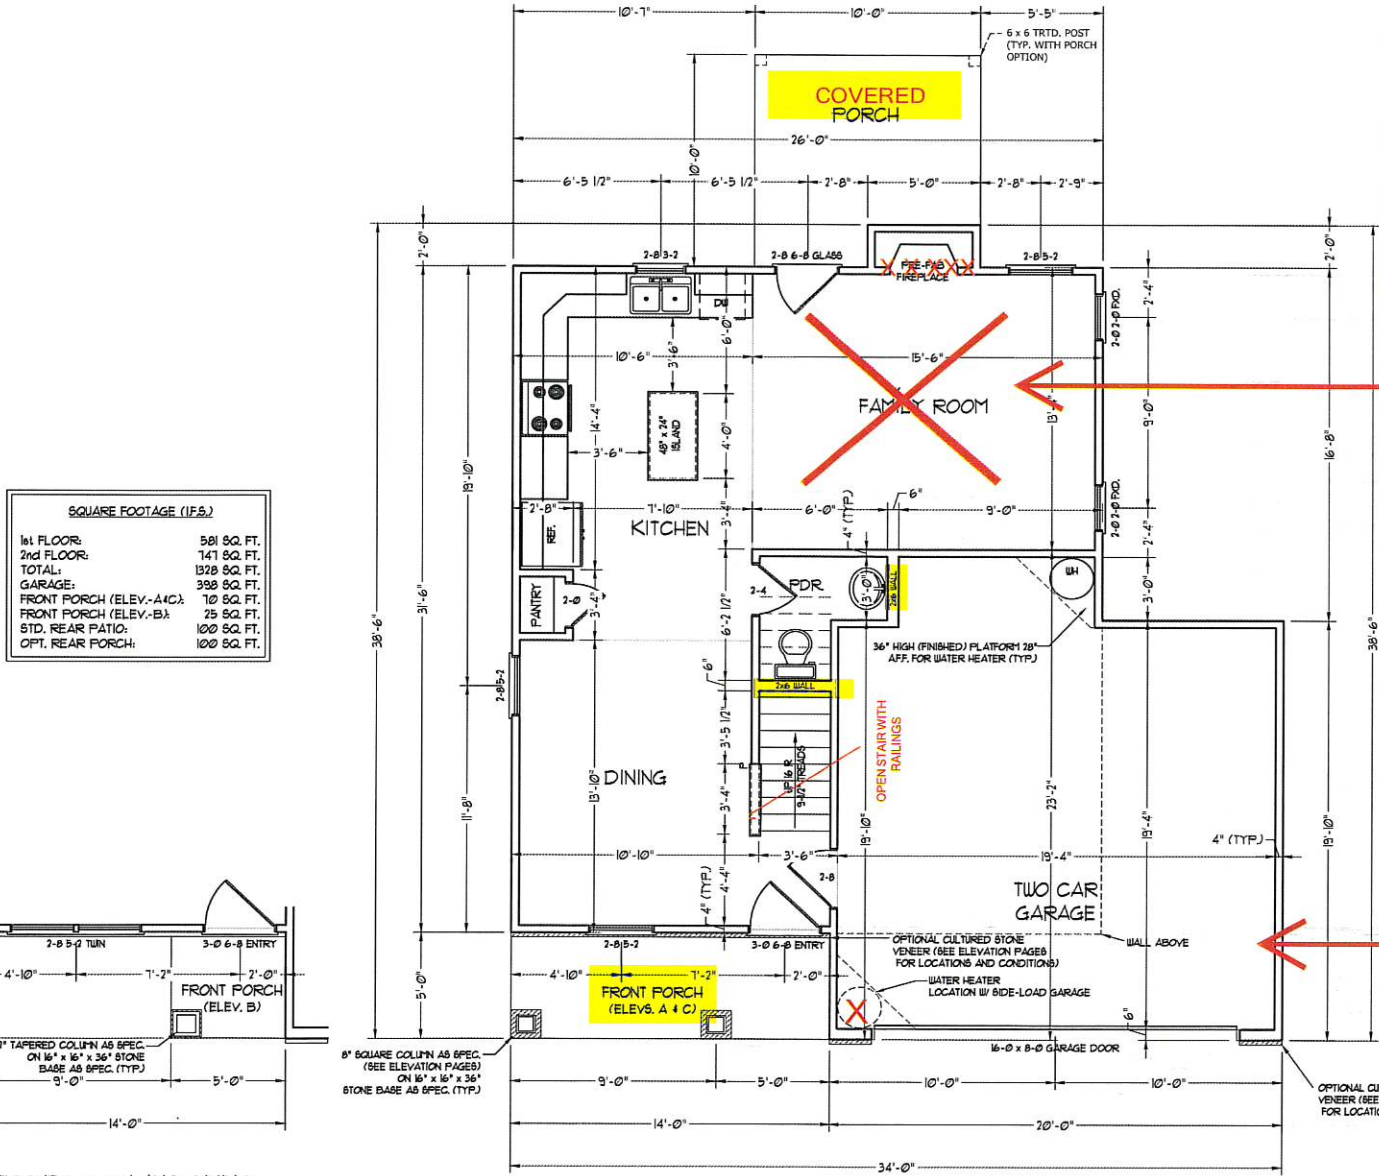 10'-7"
10'-0"
5'-5"
6 x 6 TRTD. POST
(TYP. WITH PORCH
OPTION)
COVERED
PORCH
26'-0"
10'-0"
6'-5 1/2"
6'-5 1/2"
2'-8"
5'-0"
2'-8"
2'-9"
2'-0"
2'-0"
2-8 3-2
2-8 6-8 GLASS
PRE-FAB
FIREPLACE
2-8 5-2
DW
6'-0"
2'-4"
2-0 2-0 FXD.
10'-6"
3'-6"
15'-6"
FAMILY ROOM
14'-4"
48" x 24"
ISLAND
4'-0"
13'-4"
9'-0"
16'-8"
3'-6"
19'-10"
2'-8"
7'-10"
KITCHEN
3'-4"
6'-0"
4" (TYP.)
6"
9'-0"
2-0 2-0 FXD.
2'-4"
REF.
SQUARE FOOTAGE (I.F.S.)
1st FLOOR: 581 SQ. FT.
2nd FLOOR: 747 SQ. FT.
TOTAL: 1328 SQ. FT.
GARAGE: 398 SQ. FT.
FRONT PORCH (ELEV.-A&C): 70 SQ. FT.
FRONT PORCH (ELEV.-B): 25 SQ. FT.
STD. REAR PATIO: 100 SQ. FT.
OPT. REAR PORCH: 100 SQ. FT.
38'-6"
31'-6"
PANTRY
2-0
3'-4"
6'-2 1/2"
2-4
PDR.
3'-0"
2x6 WALL
WH
3'-0"
38'-6"
36" HIGH (FINISHED) PLATFORM 28"
A.F.F. FOR WATER HEATER (TYP.)
2-8 5-2
6"
2x6 WALL
3'-5 1/2"
OPEN STAIR WITH
RAILINGS
UP 16 R
9-1/2" TREADS
DINING
13'-10"
11'-8"
3'-4"
19'-10"
23'-2"
19'-4"
19'-10"
4" (TYP.)
10'-10"
3'-6"
19'-4"
4" (TYP.)
4'-4"
2-8
TWO CAR
GARAGE
2-8 5-2 TWIN
3-0 6-8 ENTRY
2-8 5-2
3-0 6-8 ENTRY
OPTIONAL CULTURED STONE
VENEER (SEE ELEVATION PAGES
FOR LOCATIONS AND CONDITIONS)
WALL ABOVE
4'-10"
7'-2"
2'-0"
5'-0"
4'-10"
7'-2"
2'-0"
WATER HEATER
LOCATION W/ SIDE-LOAD GARAGE
FRONT PORCH
(ELEV. B)
FRONT PORCH
(ELEVS. A & C)
6"
TAPERED COLUMN AS SPEC.
ON 16" x 16" x 36" STONE
BASE AS SPEC. (TYP.)
8" SQUARE COLUMN AS SPEC.
(SEE ELEVATION PAGES)
ON 16" x 16" x 36"
STONE BASE AS SPEC. (TYP.)
16-0 x 8-0 GARAGE DOOR
9'-0"
5'-0"
9'-0"
5'-0"
10'-0"
10'-0"
OPTIONAL CU
VENEER (SEE
FOR LOCATI
14'-0"
14'-0"
20'-0"
34'-0"